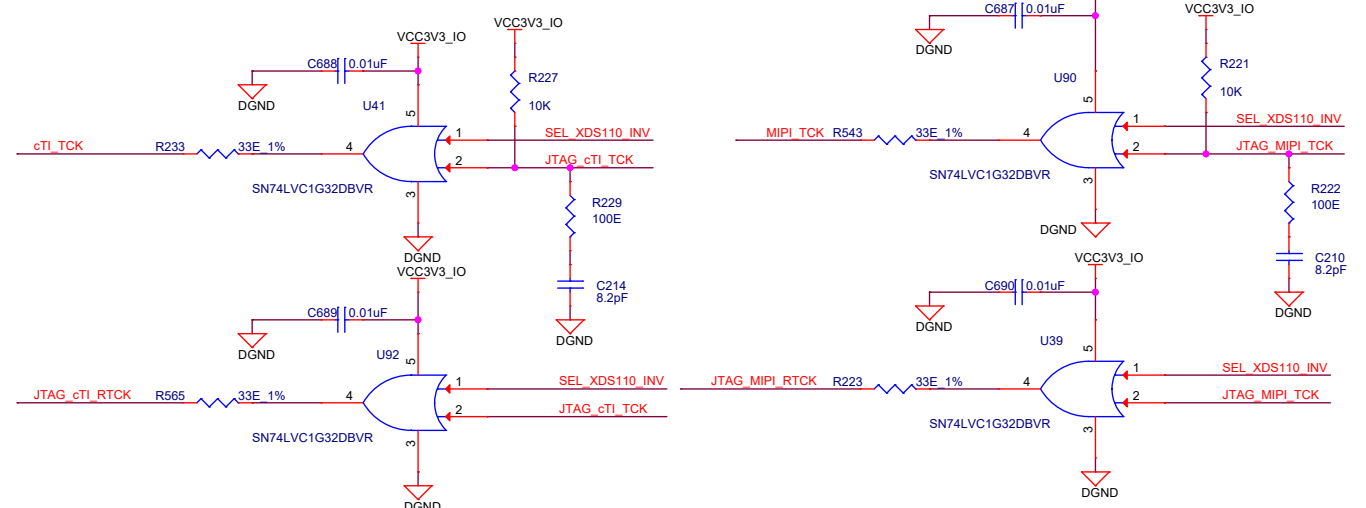 VCC3V3_IO
VCC3V3_IO
C688
0.01uF
DGND
R227
10K
U41
5
1
SEL_XDS110_INV
cTI_TCK
R233
33E_1%
4
2
JTAG_cTI_TCK
SN74LVC1G32DBVR
3
R229
100E
DGND
C214
8.2pF
DGND
VCC3V3_IO
C689
0.01uF
DGND
U92
5
1
SEL_XDS110_INV
JTAG_cTI_RTCK
R565
33E_1%
4
2
JTAG_cTI_TCK
SN74LVC1G32DBVR
3
DGND
C687
0.01uF
VCC3V3_IO
DGND
R221
10K
U90
5
1
SEL_XDS110_INV
MIPI_TCK
R543
33E_1%
4
2
JTAG_MIPI_TCK
SN74LVC1G32DBVR
3
R222
100E
DGND
C210
8.2pF
DGND
VCC3V3_IO
C690
0.01uF
DGND
U39
5
1
SEL_XDS110_INV
JTAG_MIPI_RTCK
R223
33E_1%
4
2
JTAG_MIPI_TCK
SN74LVC1G32DBVR
3
DGND